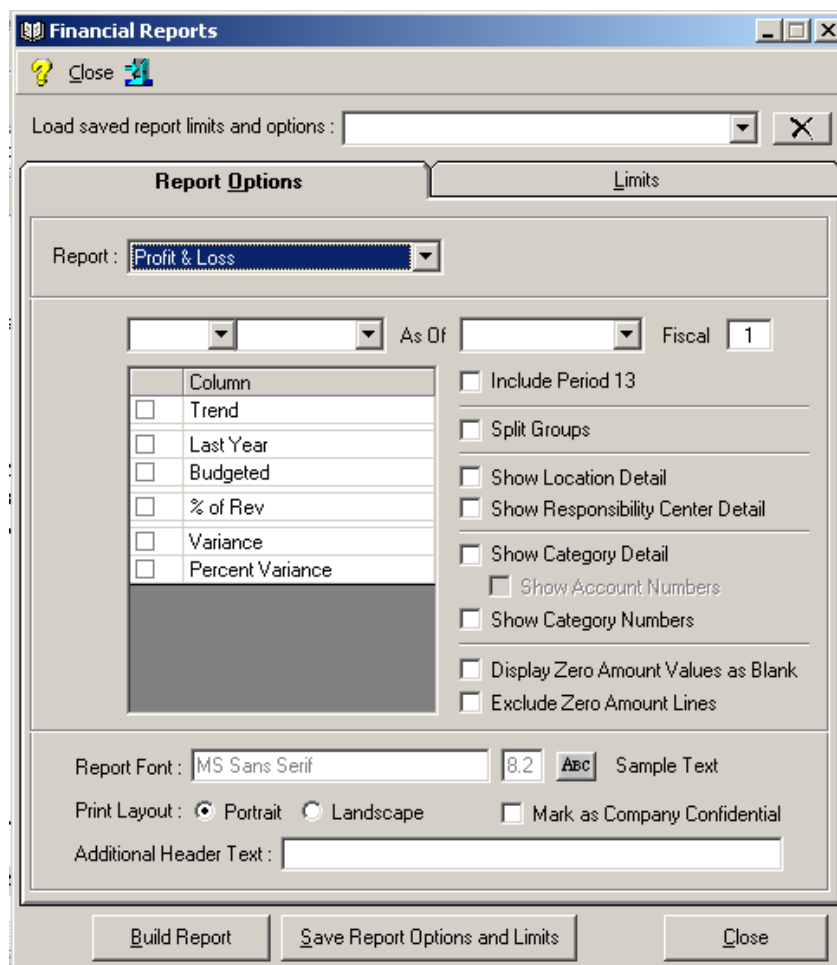 Financial Reports
Close
Load saved report limits and options :
Report Options Limits
Report : Profit & Loss
As Of Fiscal 1
Column
Trend
Last Year
Budgeted
% of Rev
Variance
Percent Variance
Include Period 13
Split Groups
Show Location Detail
Show Responsibility Center Detail
Show Category Detail
Show Account Numbers
Show Category Numbers
Display Zero Amount Values as Blank
Exclude Zero Amount Lines
Report Font : MS Sans Serif 8.2 ABC Sample Text
Print Layout : Portrait Landscape Mark as Company Confidential
Additional Header Text :
Build Report Save Report Options and Limits Close